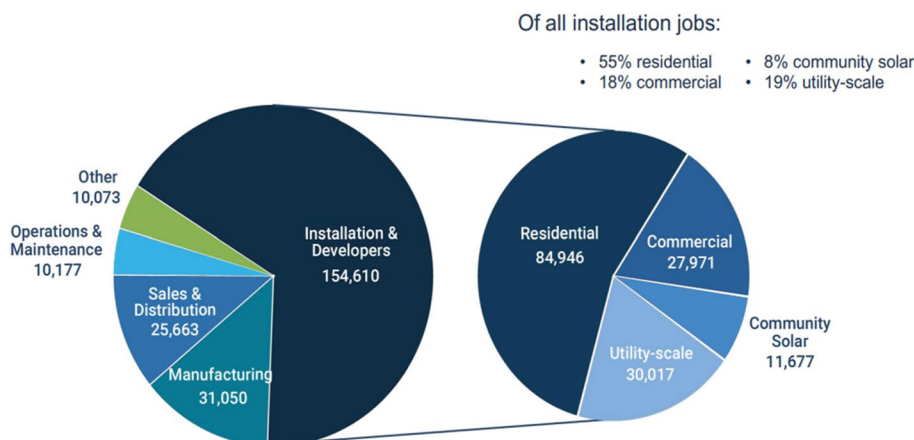 Of all installation jobs:
• 55% residential
• 8% community solar
• 18% commercial
• 19% utility-scale
Other
10,073
Operations &
Maintenance
10,177
Sales &
Distribution
25,663
Manufacturing
31,050
Installation &
Developers
154,610
Residential
84,946
Commercial
27,971
Community
Solar
11,677
Utility-scale
30,017